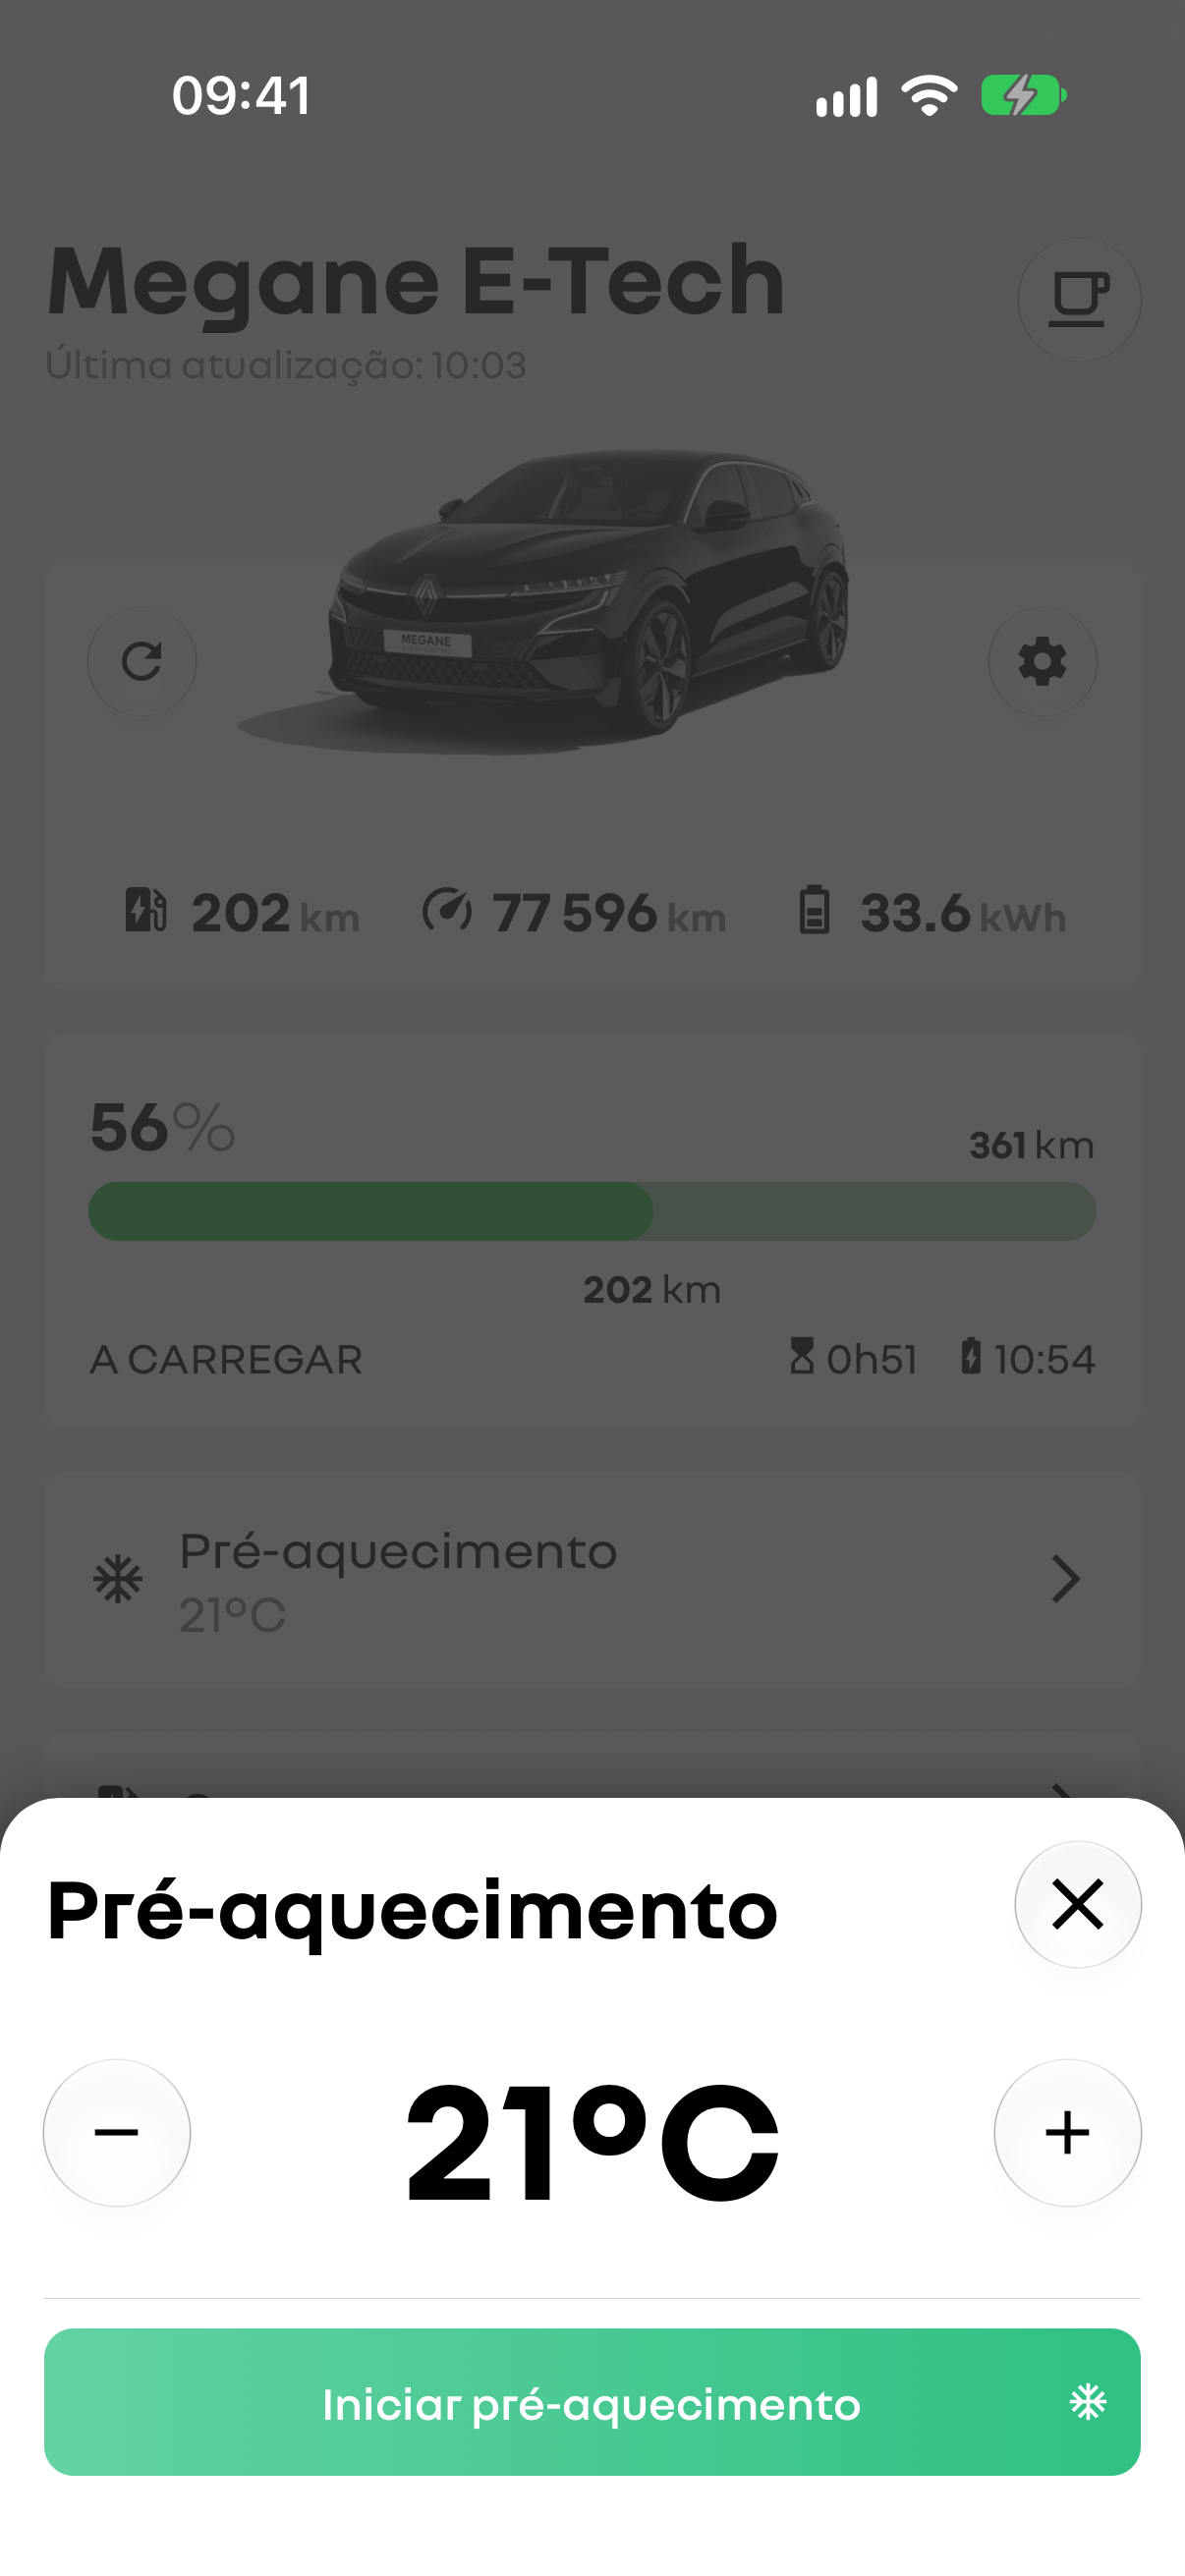 09:41
Megane E-Tech
Última atualização: 10:03
MEGANE
202 km 77 596 km 33.6 kWh
56%
361 km
202 km
A CARREGAR 0h51 10:54
Pré-aquecimento
21°C
Pré-aquecimento
21°C
Iniciar pré-aquecimento